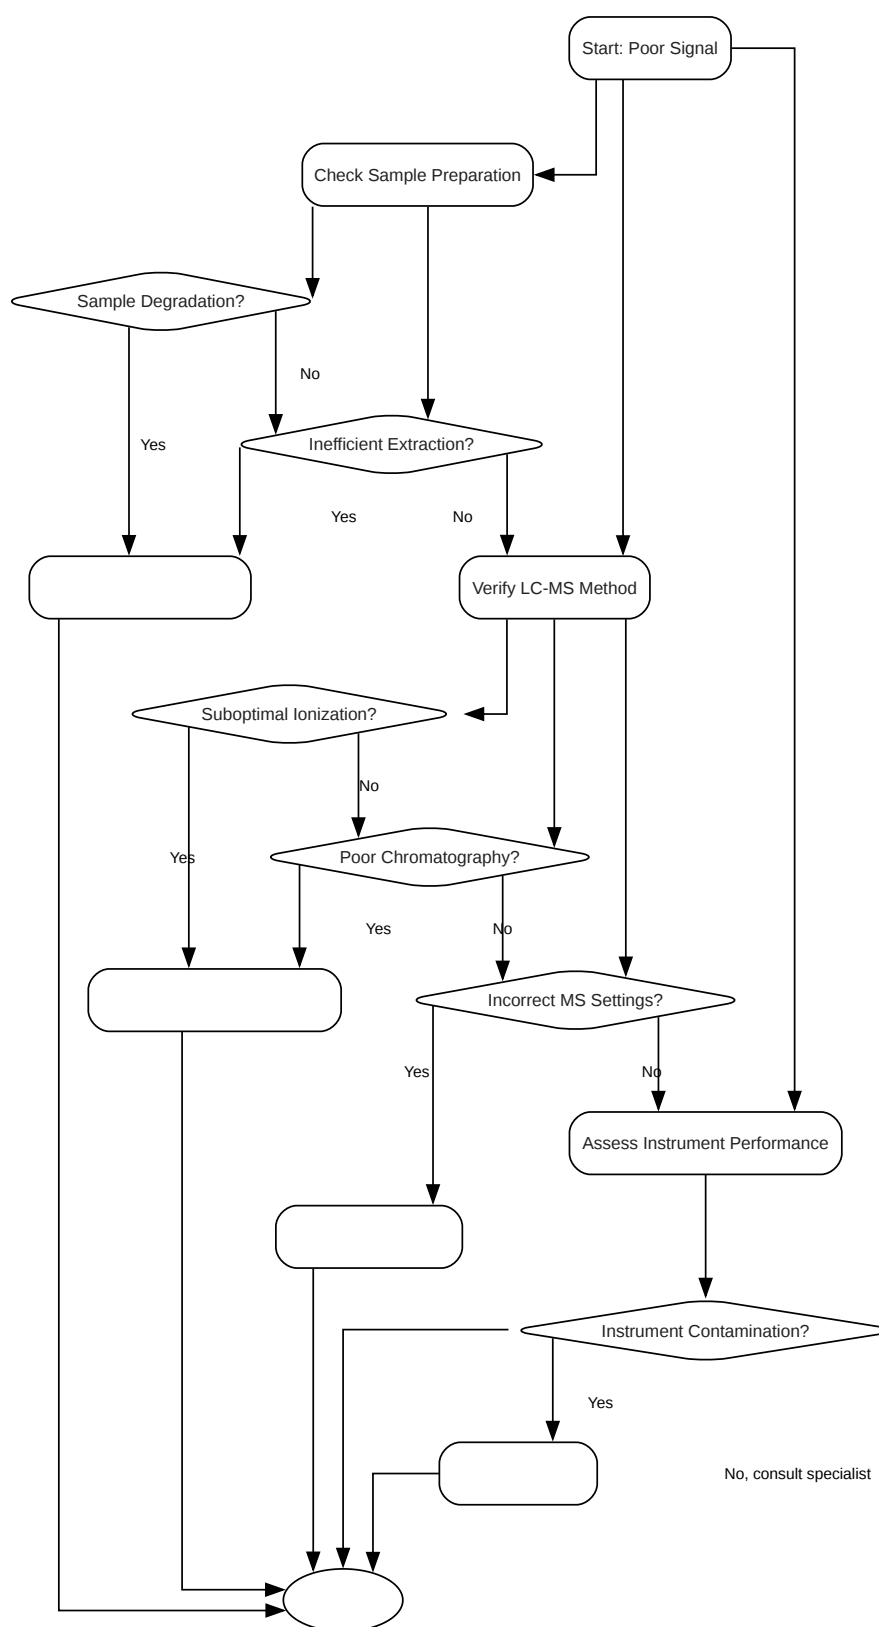 Start: Poor Signal
Check Sample Preparation
Sample Degradation?
No
Yes
Inefficient Extraction?
Yes
No
Verify LC-MS Method
Suboptimal Ionization?
No
Yes
Poor Chromatography?
Yes
No
Incorrect MS Settings?
Yes
No
Assess Instrument Performance
Instrument Contamination?
Yes
No, consult specialist